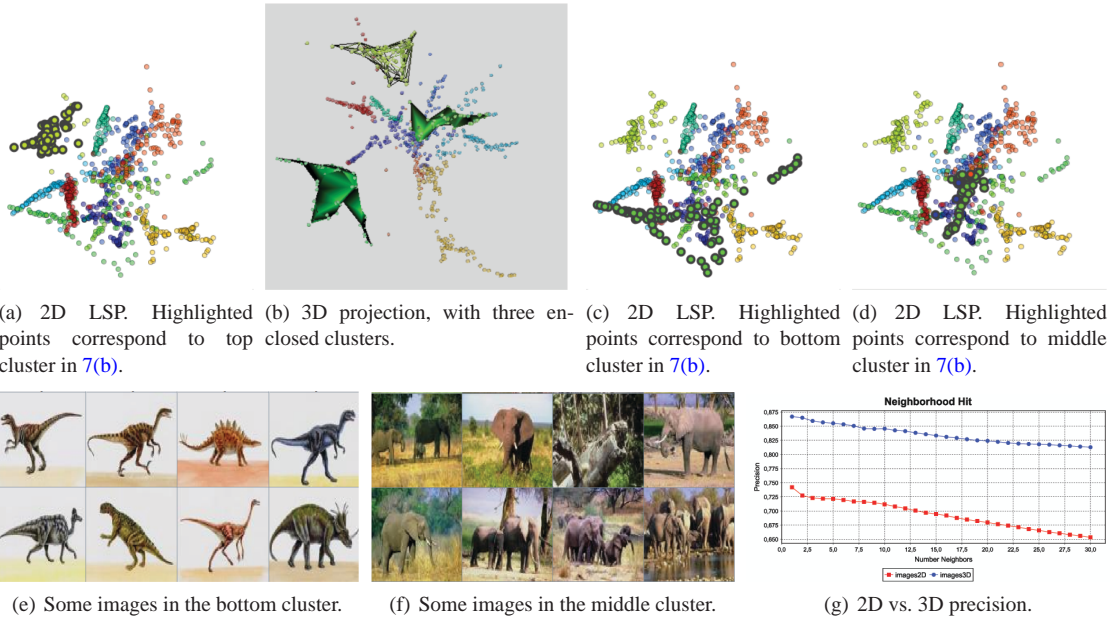 (a) 2D LSP. Highlighted
points correspond to top
cluster in 7(b).
(b) 3D projection, with three en-
closed clusters.
(c) 2D LSP. Highlighted
points correspond to bottom
cluster in 7(b).
(d) 2D LSP. Highlighted
points correspond to middle
cluster in 7(b).
(e) Some images in the bottom cluster.
(f) Some images in the middle cluster.
Neighborhood Hit
Precision
0,875
0,850
0,825
0,800
0,775
0,750
0,725
0,700
0,675
0,650
0,0 2,5 5,0 7,5 10,0 12,5 15,0 17,5 20,0 22,5 25,0 27,5 30,0
Number Neighbors
images2D images3D
(g) 2D vs. 3D precision.